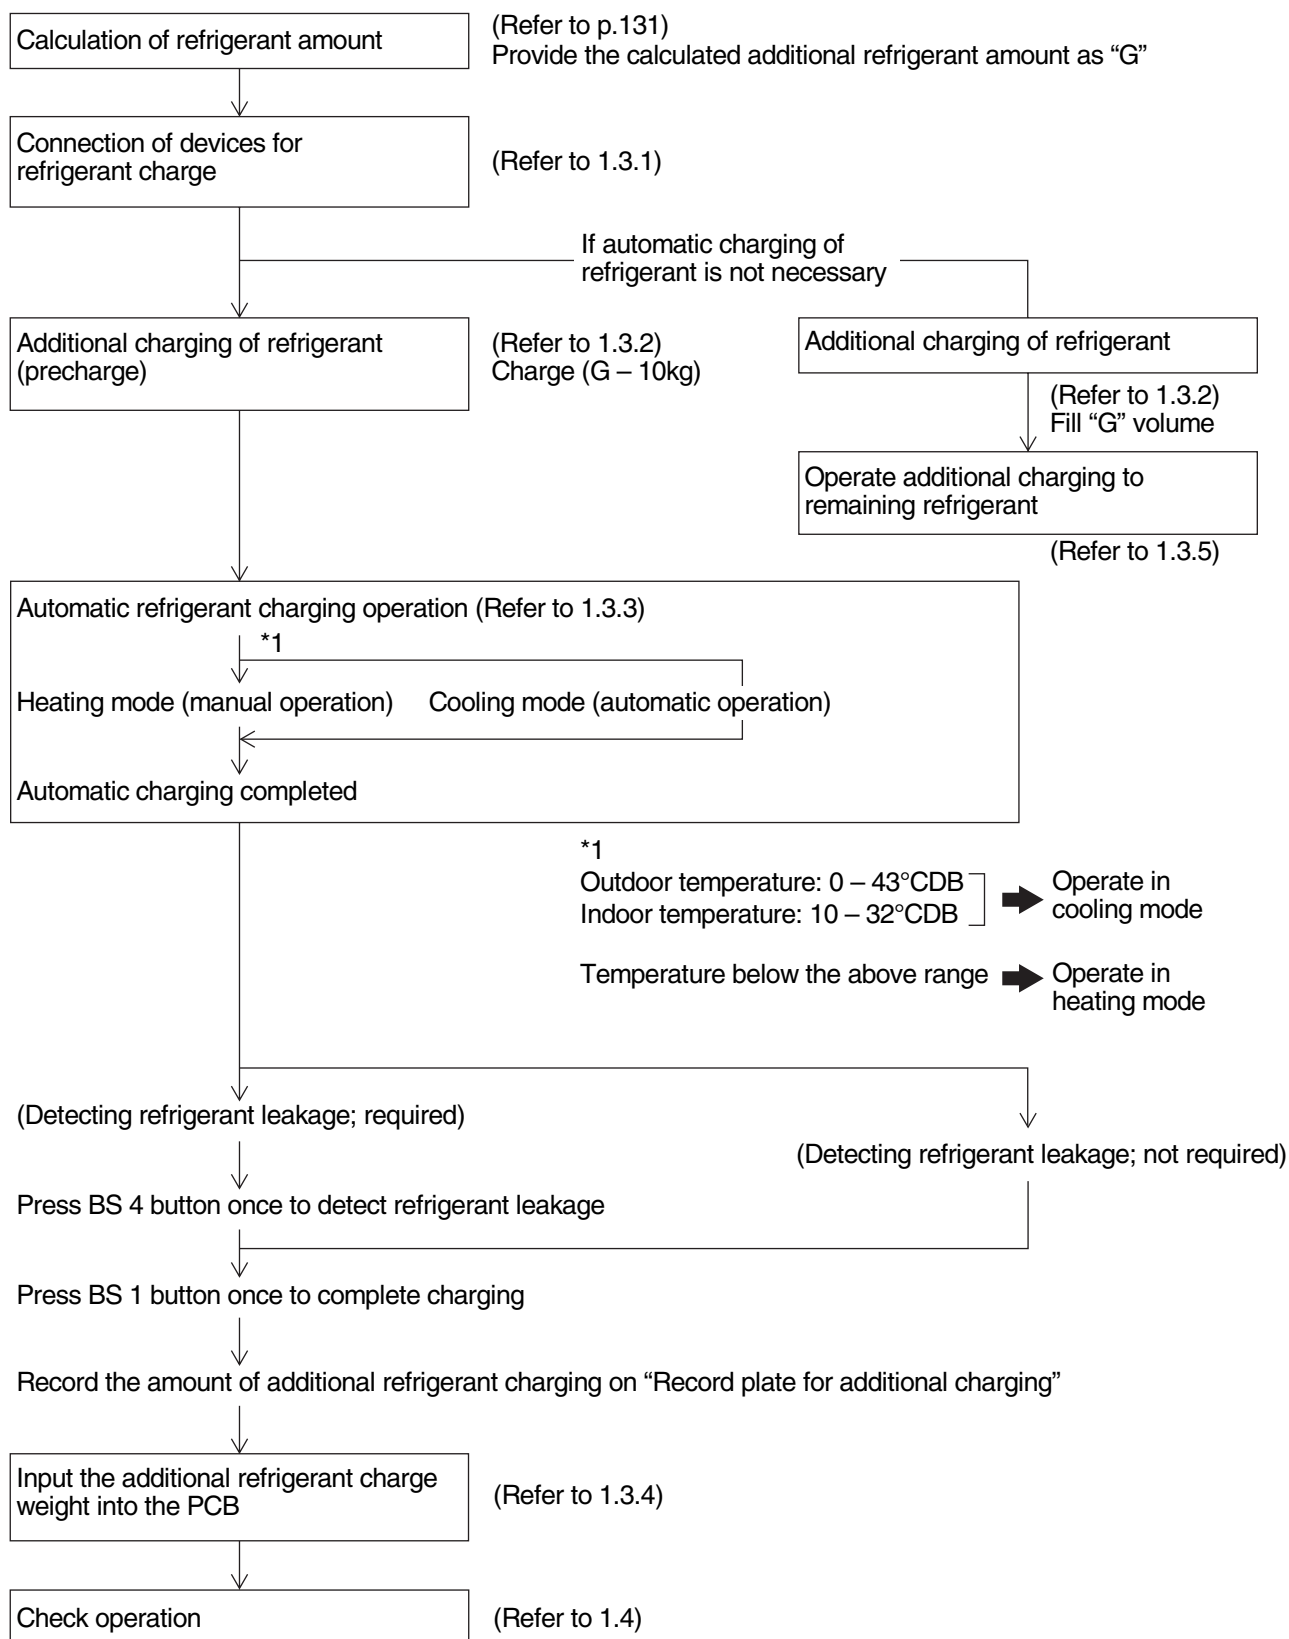 Calculation of refrigerant amount
(Refer to p.131)
Provide the calculated additional refrigerant amount as “G”
Connection of devices for
refrigerant charge
(Refer to 1.3.1)
If automatic charging of
refrigerant is not necessary
Additional charging of refrigerant
(precharge)
(Refer to 1.3.2)
Charge (G – 10kg)
Additional charging of refrigerant
(Refer to 1.3.2)
Fill “G” volume
Operate additional charging to
remaining refrigerant
(Refer to 1.3.5)
Automatic refrigerant charging operation (Refer to 1.3.3)
*1
Heating mode (manual operation)
Cooling mode (automatic operation)
Automatic charging completed
*1
Outdoor temperature: 0 – 43°CDB
Indoor temperature: 10 – 32°CDB
Operate in
cooling mode
Temperature below the above range
Operate in
heating mode
(Detecting refrigerant leakage; required)
(Detecting refrigerant leakage; not required)
Press BS 4 button once to detect refrigerant leakage
Press BS 1 button once to complete charging
Record the amount of additional refrigerant charging on “Record plate for additional charging”
Input the additional refrigerant charge
weight into the PCB
(Refer to 1.3.4)
Check operation
(Refer to 1.4)